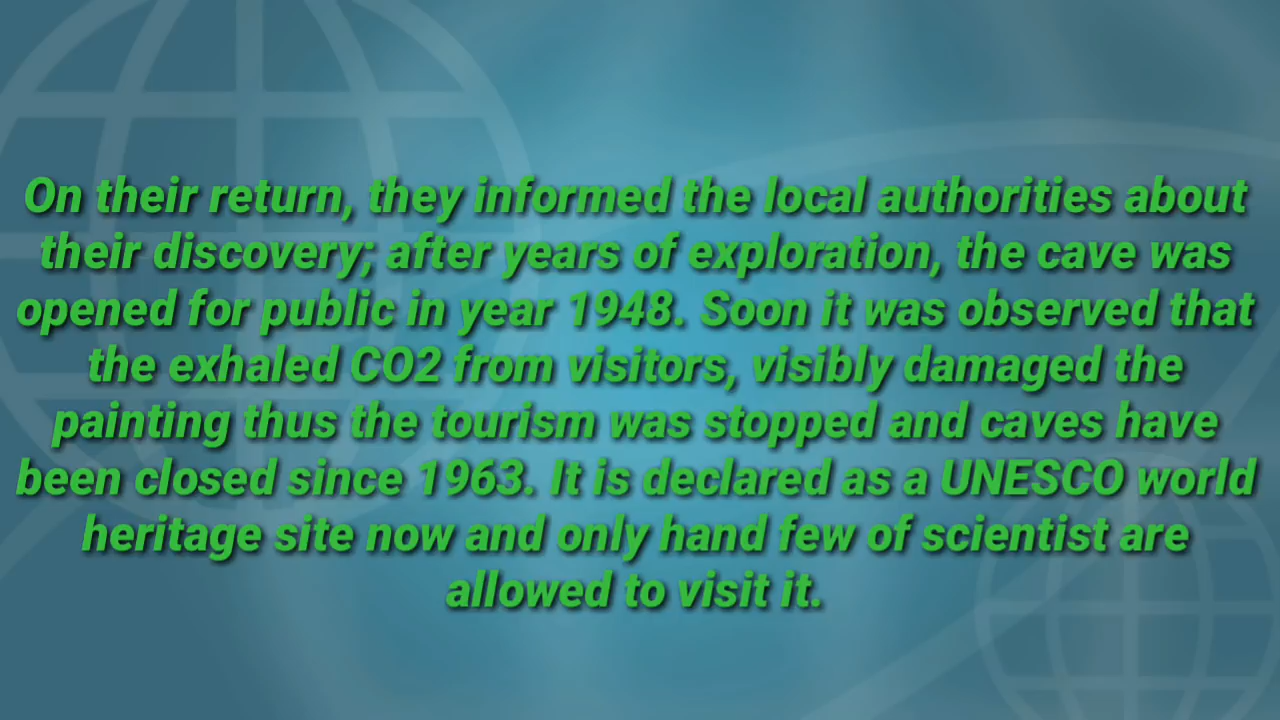 On their return, they informed the local authorities about
their discovery; after years of exploration, the cave was
opened for public in year 1948. Soon it was observed that
the exhaled CO2 from visitors, visibly damaged the
painting thus the tourism was stopped and caves have
been closed since 1963. It is declared as a UNESCO world
heritage site now and only hand few of scientist are
allowed to visit it.